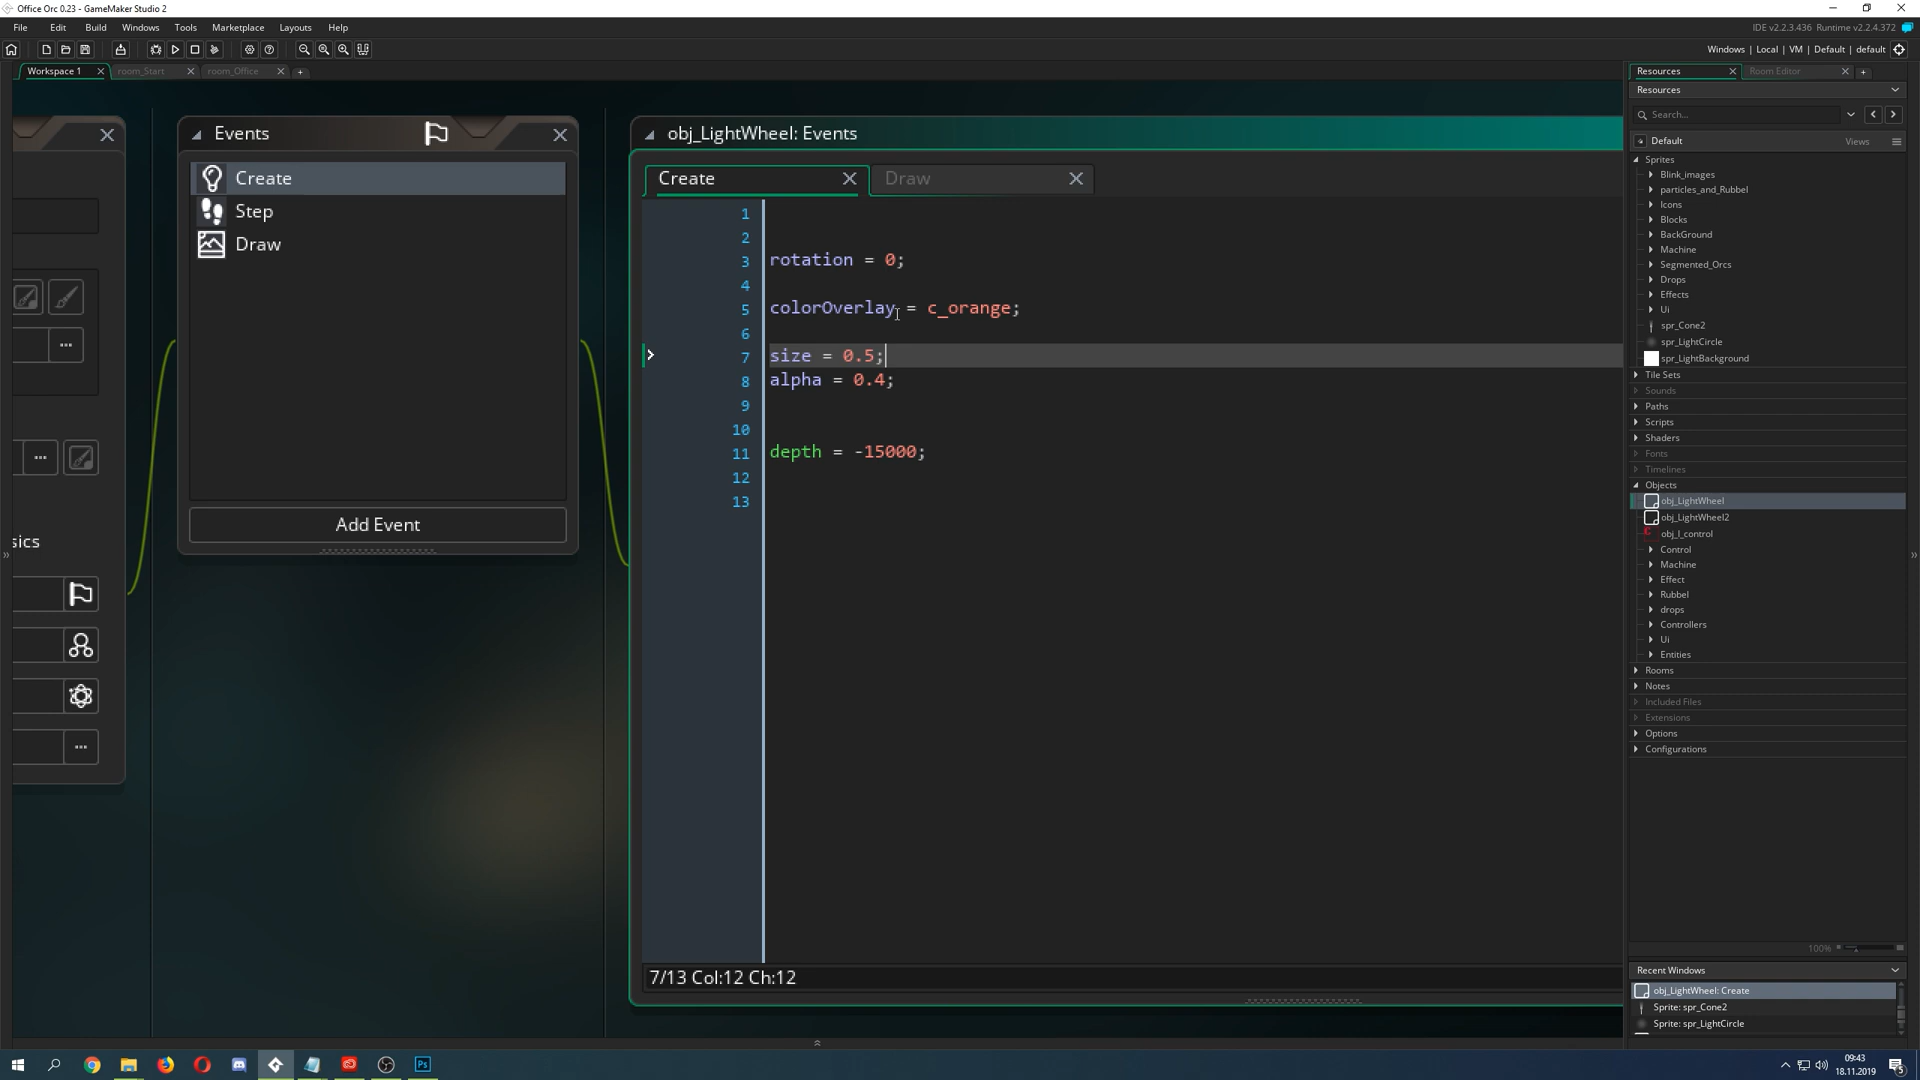 Office Orc 0.23 - GameMaker Studio 2
File Edit Build Windows Tools Marketplace Layouts Help
IDE v2.2.3.436 Runtime v2.2.4.372
Windows | Local | VM | Default | default
Workspace 1
room_Start
room_Office
Events
Create
Step
Draw
Add Event
sics
obj_LightWheel: Events
Create
Draw
1
2
3 rotation = 0;
4
5 colorOverlay = c_orange;
6
7 size = 0.5;
8 alpha = 0.4;
9
10
11 depth = -15000;
12
13
7/13 Col:12 Ch:12
Resources
Room Editor
Resources
Search...
Default
Views
Sprites
Blink_images
particles_and_Rubbel
Icons
Blocks
BackGround
Machine
Segmented_Orcs
Drops
Effects
Ui
spr_Cone2
spr_LightCircle
spr_LightBackground
Tile Sets
Sounds
Paths
Scripts
Shaders
Fonts
Timelines
Objects
obj_LightWheel
obj_LightWheel2
obj_l_control
Control
Machine
Effect
Rubbel
drops
Controllers
Ui
Entities
Rooms
Notes
Included Files
Extensions
Options
Configurations
100%
Recent Windows
obj_LightWheel: Create
Sprite: spr_Cone2
Sprite: spr_LightCircle
Ps
09:43
18.11.2019
5